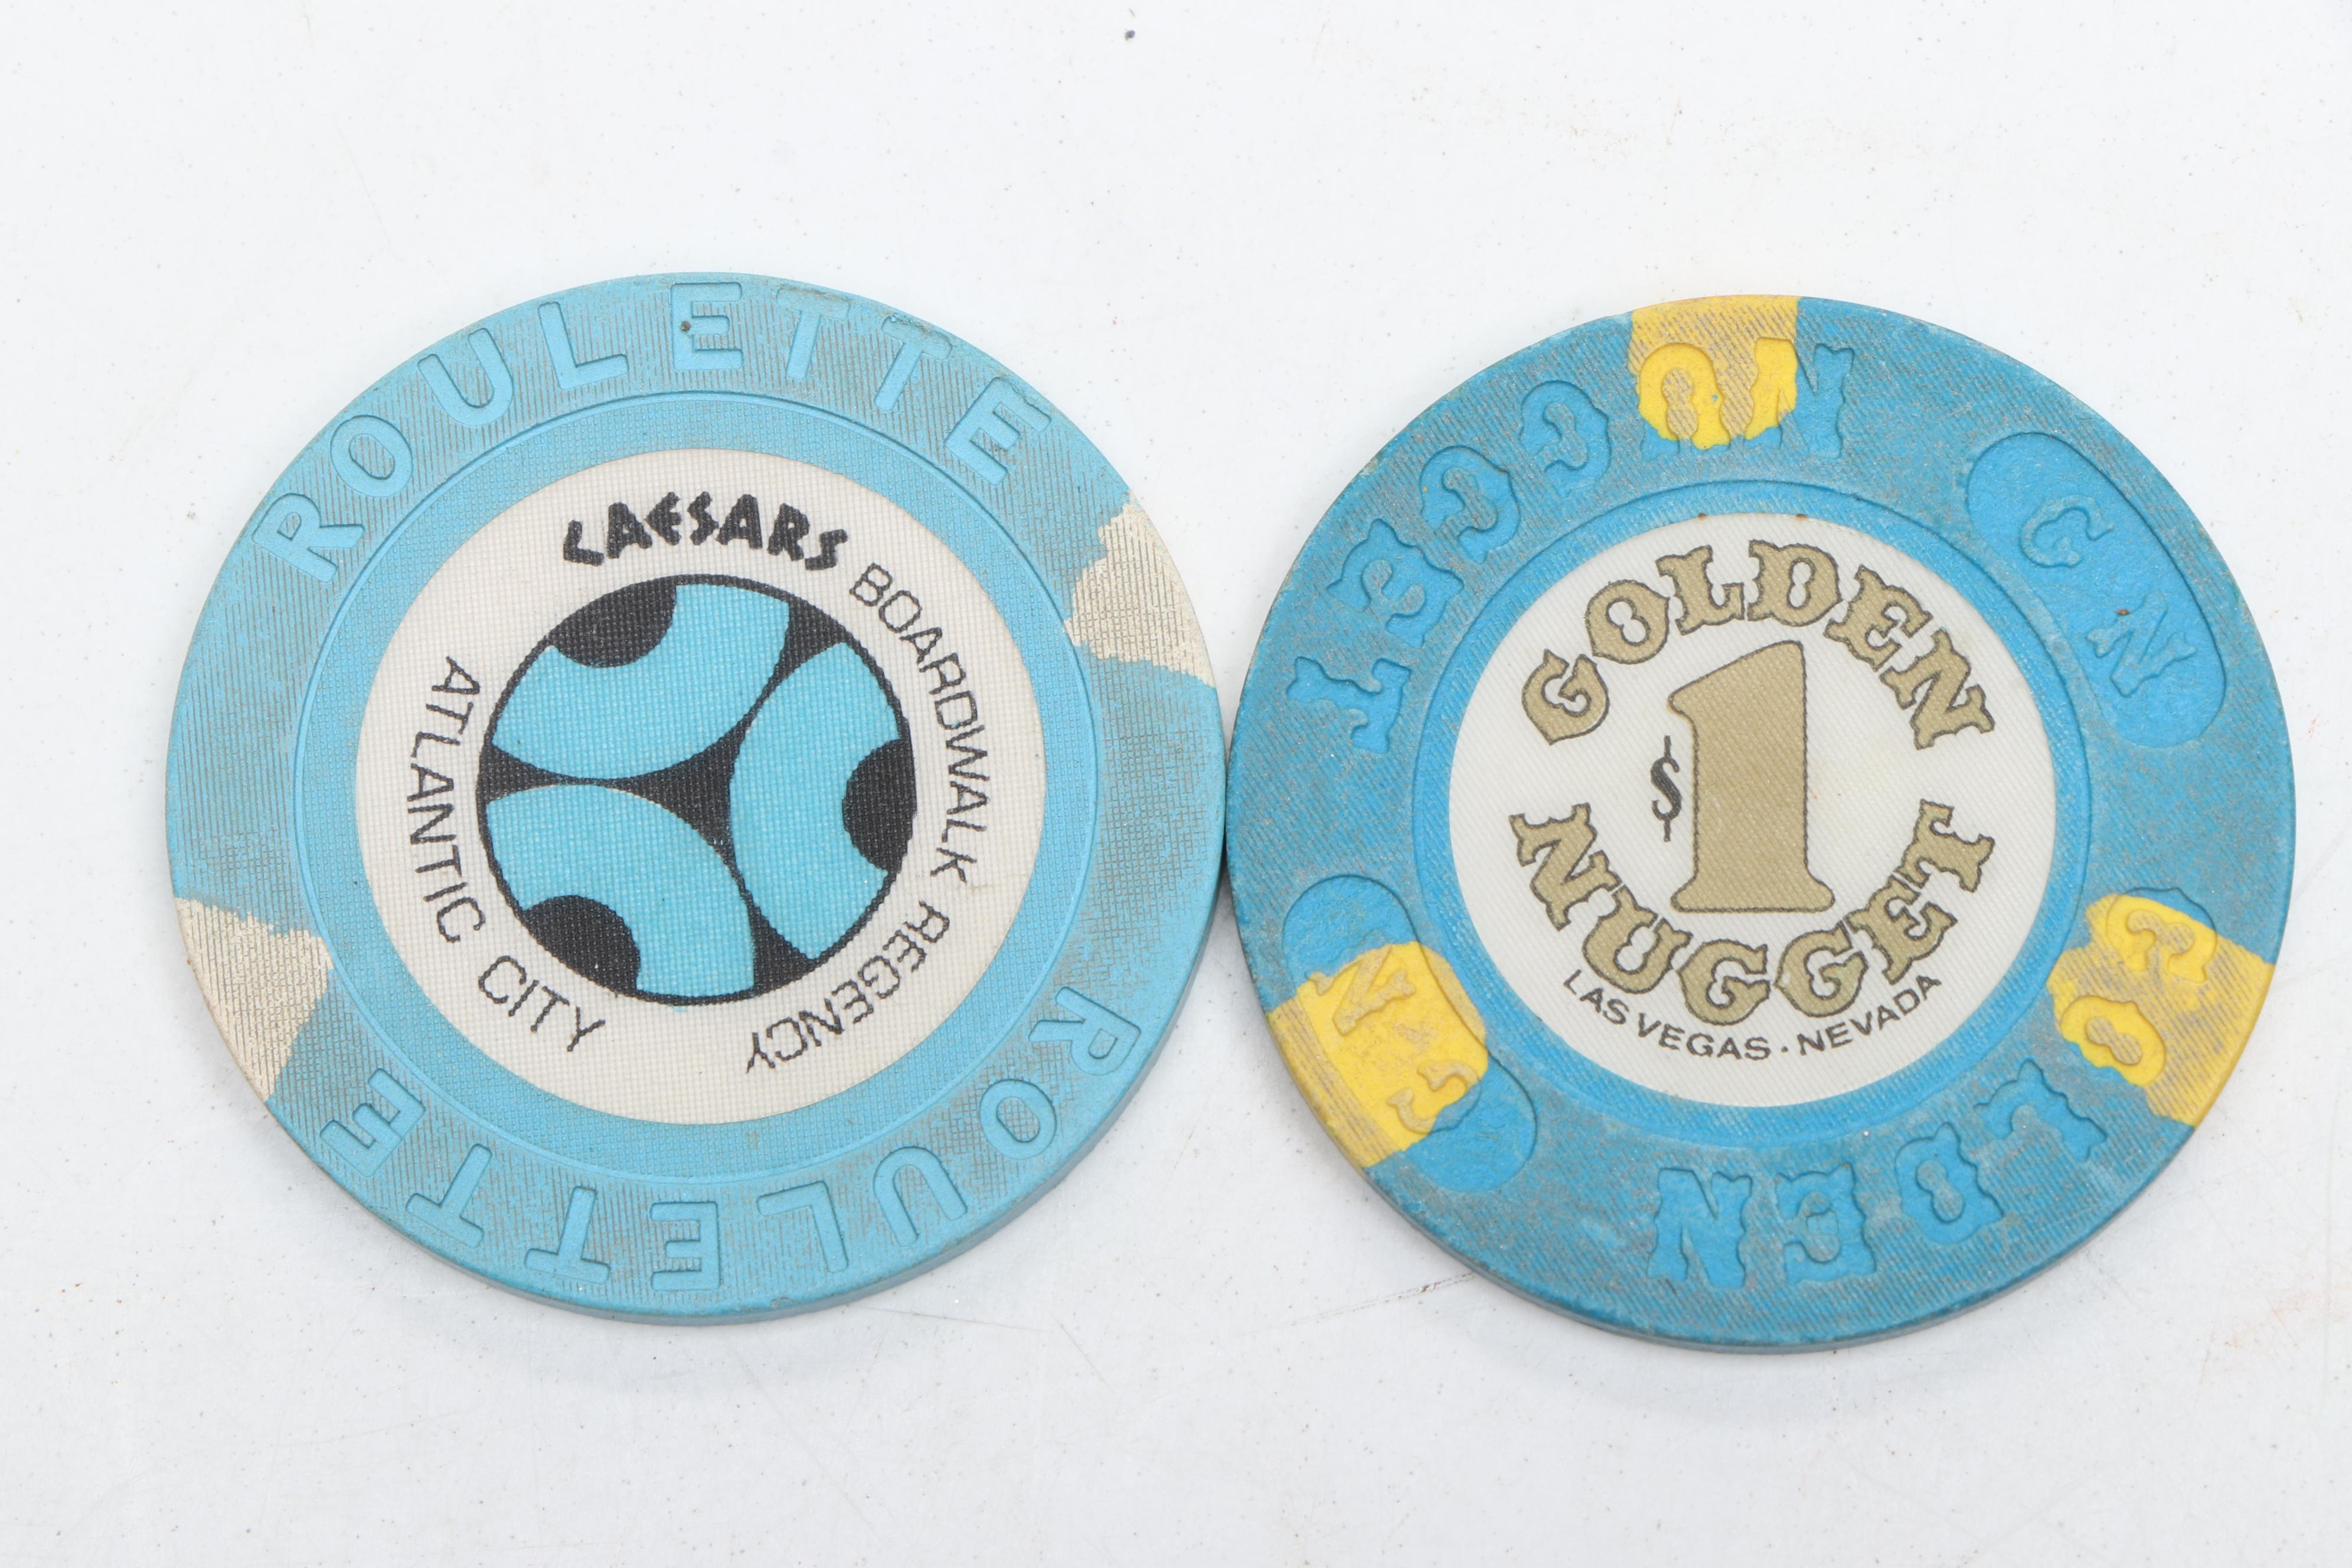 ROULETTE
CAESARS BOARDWALK REGENCY
ATLANTIC CITY
ROULETTE
GOLDEN
$1
NUGGET
LAS VEGAS · NEVADA
NUGGET
GN
GOLDEN
GN